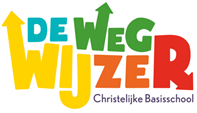 DE WEG
WIJZER
Christelijke Basisschool